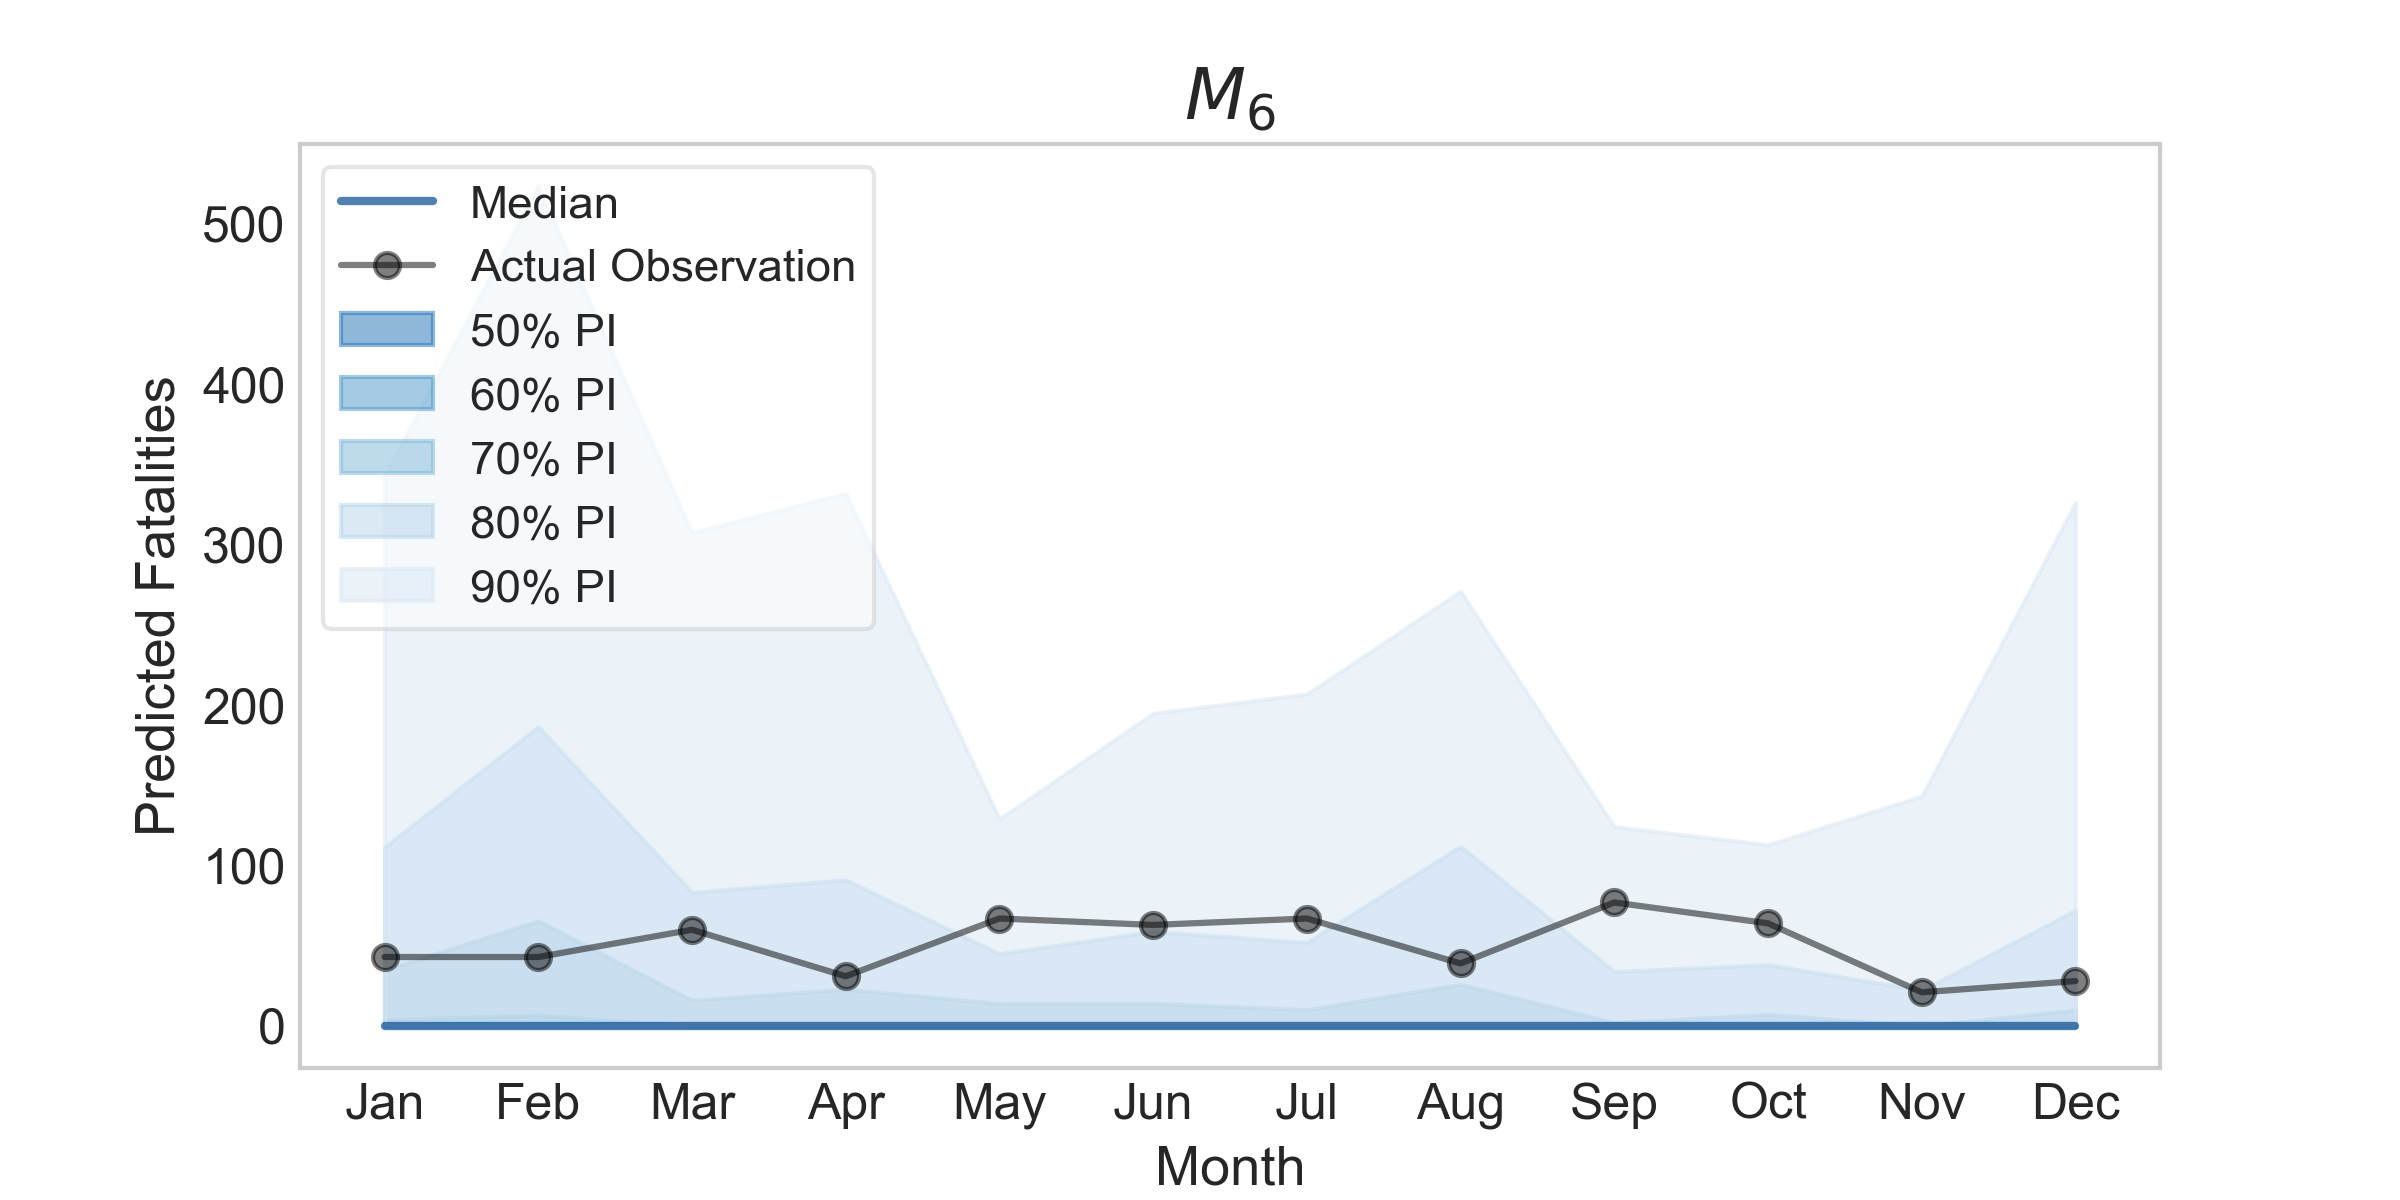 M6
Median
Actual Observation
50% PI
60% PI
70% PI
80% PI
90% PI
Predicted Fatalities
500
400
300
200
100
0
Jan Feb Mar Apr May Jun Jul Aug Sep Oct Nov Dec
Month